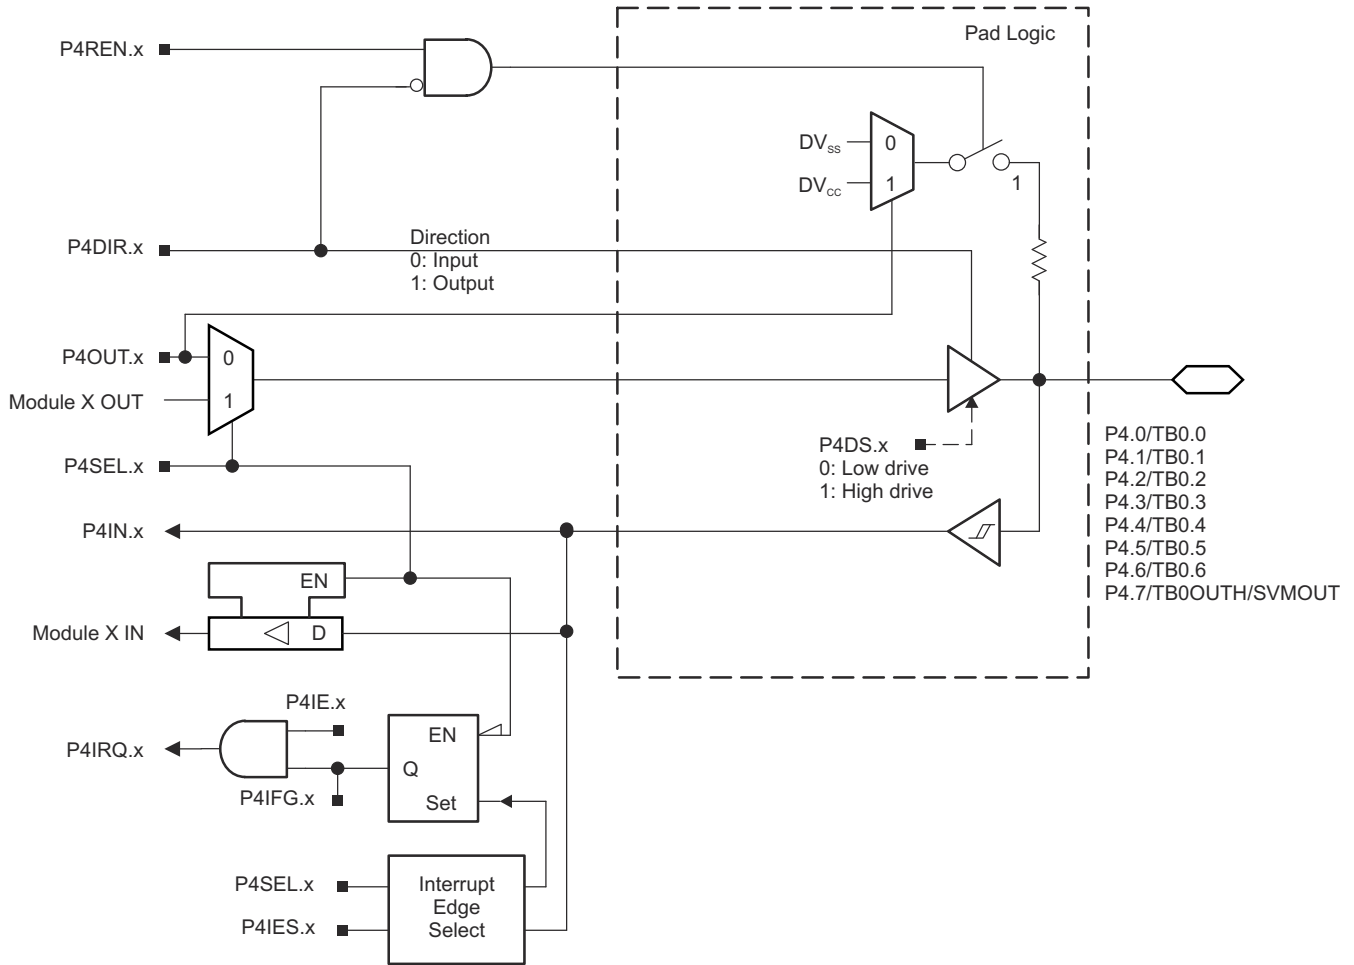 Pad Logic
P4REN.x
DVSS
0
DVCC
1
1
P4DIR.x
Direction
0: Input
1: Output
P4OUT.x
0
Module X OUT
1
P4SEL.x
P4DS.x
0: Low drive
1: High drive
P4.0/TB0.0
P4.1/TB0.1
P4.2/TB0.2
P4.3/TB0.3
P4.4/TB0.4
P4.5/TB0.5
P4.6/TB0.6
P4.7/TB0OUTH/SVMOUT
P4IN.x
EN
Module X IN
D
P4IE.x
P4IRQ.x
EN
Q
P4IFG.x
Set
P4SEL.x
P4IES.x
Interrupt
Edge
Select